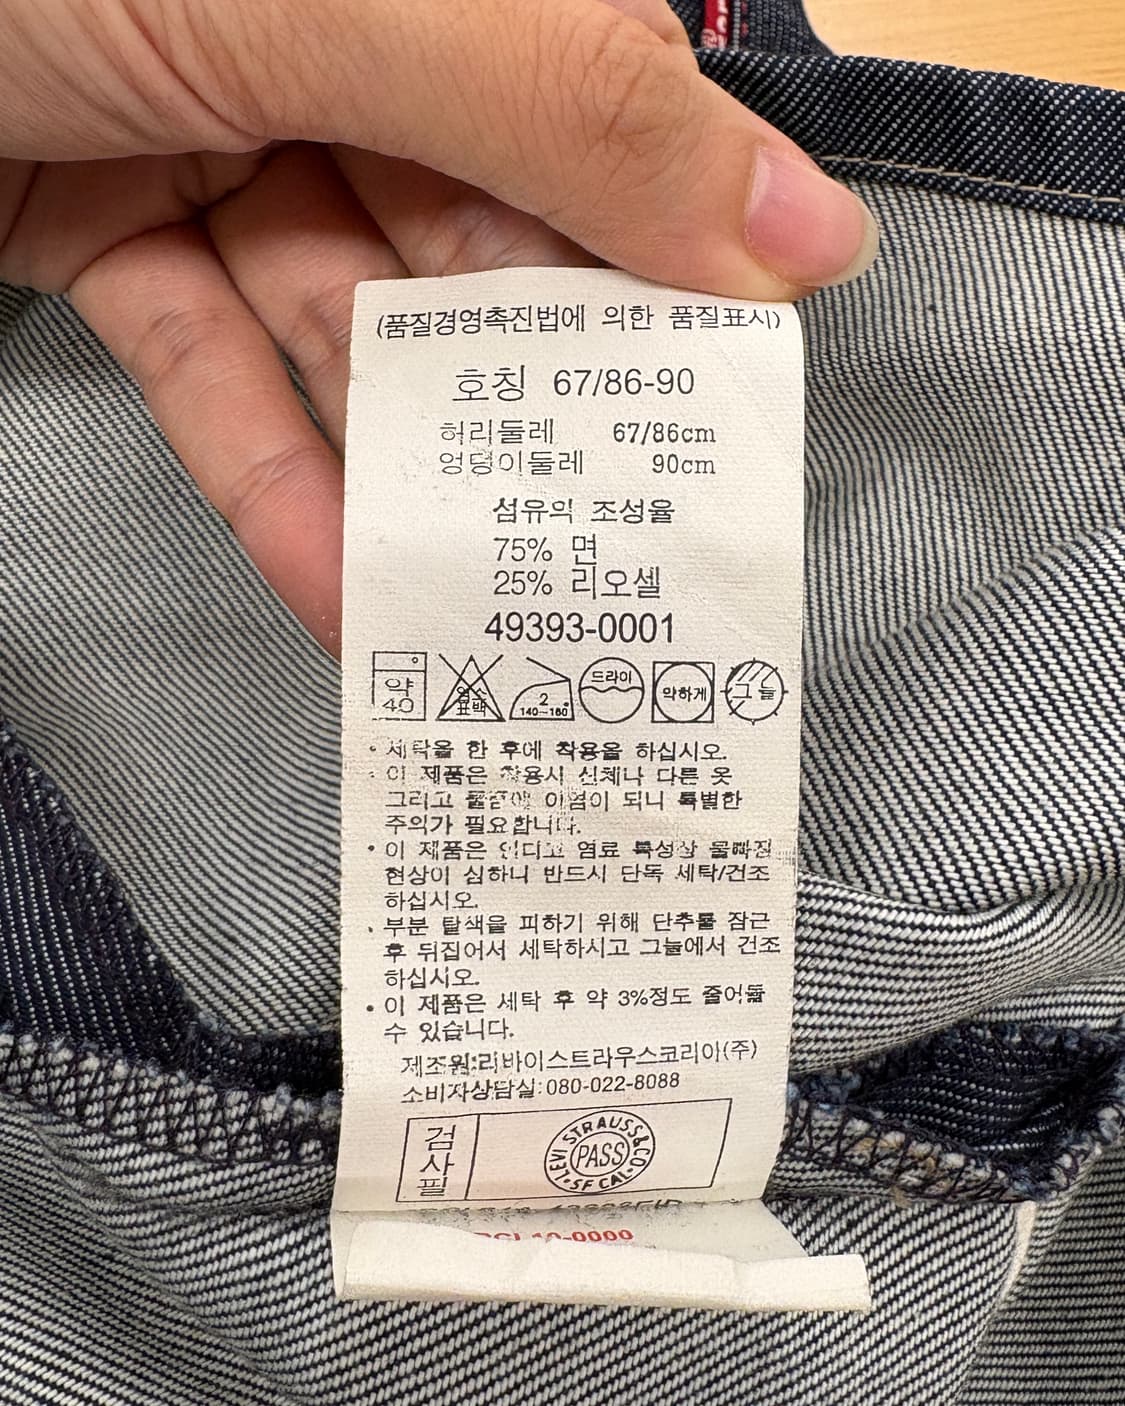 (품질경영촉진법에 의한 품질표시)
호칭 67/86-90
허리둘레 67/86cm
엉덩이둘레 90cm
섬유의 조성율
75% 면
25% 리오셀
49393-0001
약 40
염소 표백
2 140~160
드라이
약하게
그늘
• 세탁을 한 후에 착용을 하십시오.
• 이 제품은 착용시 신체나 다른 옷
그리고 물품에 이염이 되니 특별한
주의가 필요합니다.
• 이 제품은 인디고 염료 특성상 물빠짐
현상이 심하니 반드시 단독 세탁/건조
하십시오.
• 부분 탈색을 피하기 위해 단추를 잠근
후 뒤집어서 세탁하시고 그늘에서 건조
하십시오.
• 이 제품은 세탁 후 약 3%정도 줄어들
수 있습니다.
제조원:리바이스트라우스코리아(주)
소비자상담실:080-022-8088
검사필
LEVI STRAUSS & CO. SF CAL.
PASS
10-0000